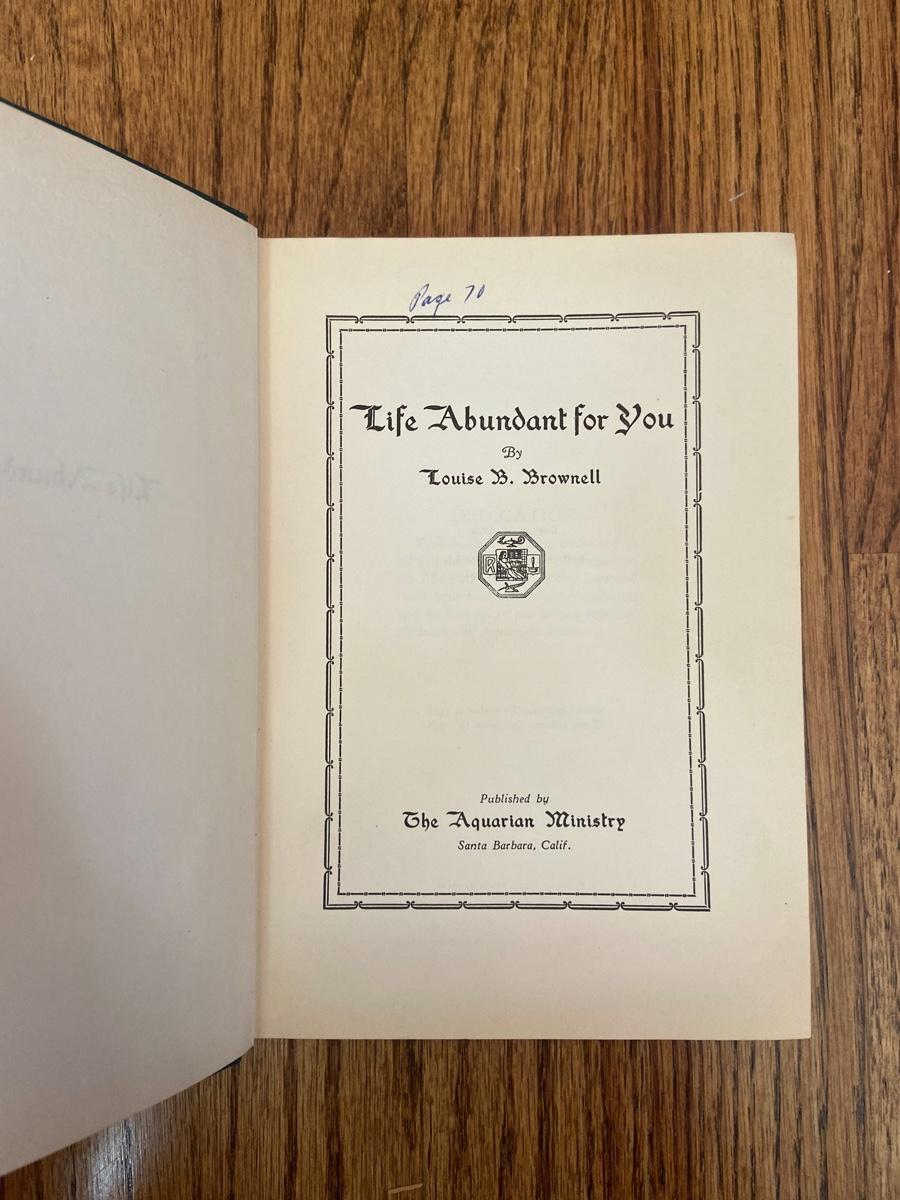 Page 70
Life Abundant for You
By
Louise B. Brownell
R
Published by
The Aquarian Ministry
Santa Barbara, Calif.